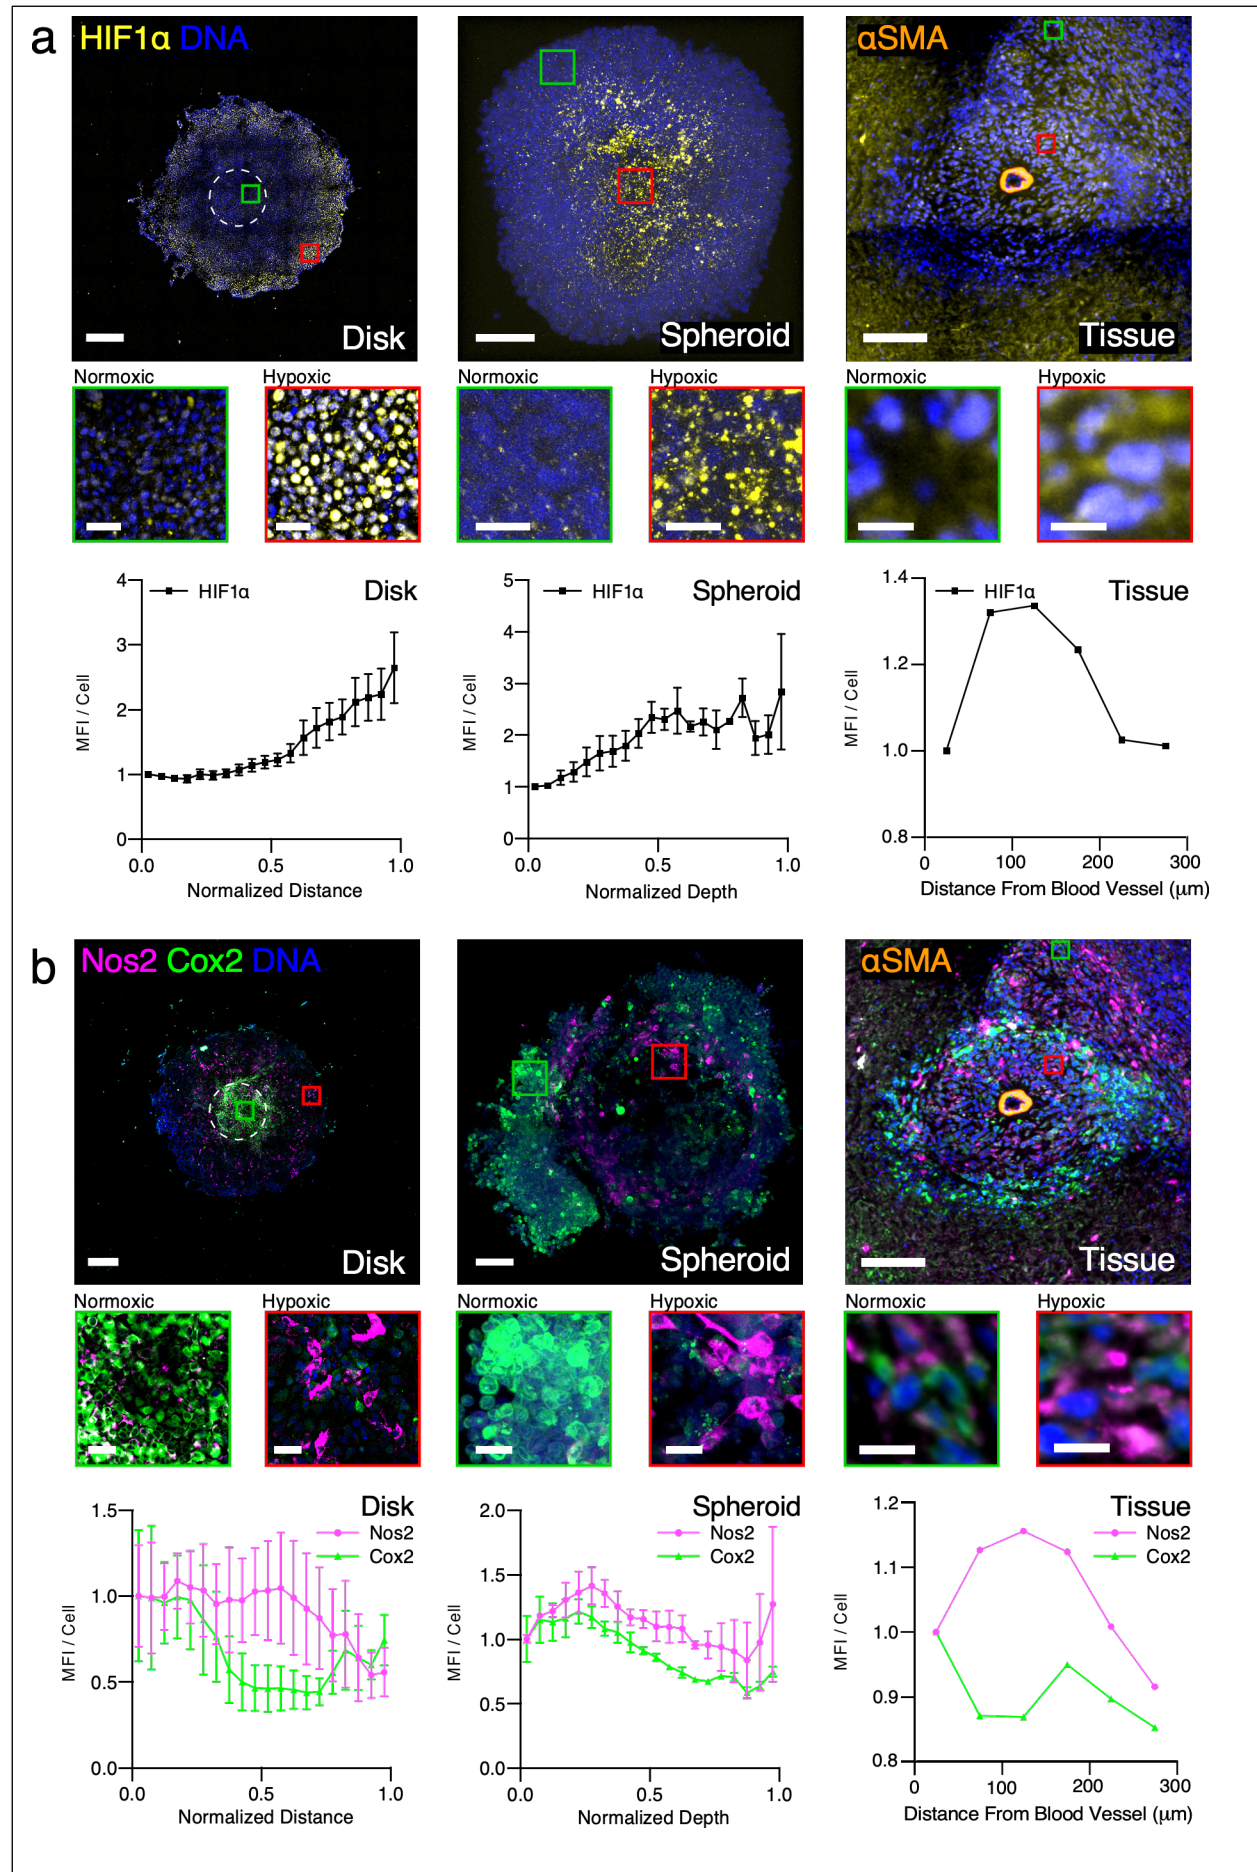 a
HIF1α DNA
αSMA
Disk
Spheroid
Tissue
Normoxic
Hypoxic
Normoxic
Hypoxic
Normoxic
Hypoxic
4
3
2
1
0
MFI / Cell
HIF1α
Disk
0.0
0.5
1.0
Normalized Distance
5
4
3
2
1
0
MFI / Cell
HIF1α
Spheroid
0.0
0.5
1.0
Normalized Depth
1.4
1.2
1.0
0.8
MFI / Cell
HIF1α
Tissue
0
100
200
300
Distance From Blood Vessel (μm)
b
Nos2 Cox2 DNA
αSMA
Disk
Spheroid
Tissue
Normoxic
Hypoxic
Normoxic
Hypoxic
Normoxic
Hypoxic
1.5
1.0
0.5
0.0
MFI / Cell
Disk
Nos2
Cox2
0.0
0.5
1.0
Normalized Distance
2.0
1.5
1.0
0.5
0.0
MFI / Cell
Spheroid
Nos2
Cox2
0.0
0.5
1.0
Normalized Depth
1.2
1.1
1.0
0.9
0.8
MFI / Cell
Tissue
Nos2
Cox2
0
100
200
300
Distance From Blood Vessel (μm)